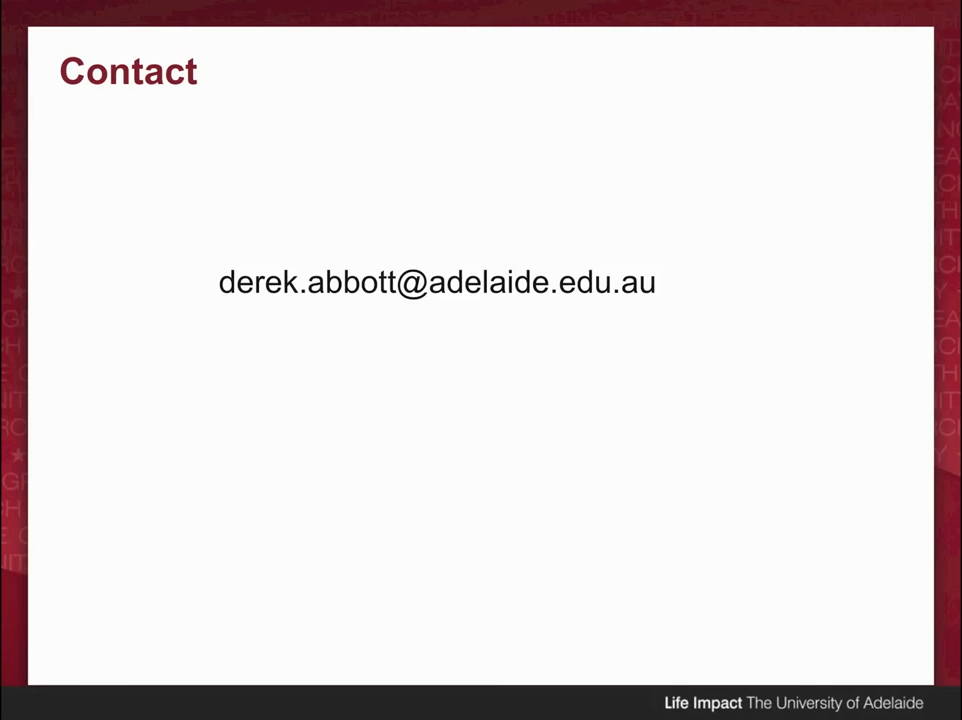 Contact
derek.abbott@adelaide.edu.au
Life Impact The University of Adelaide